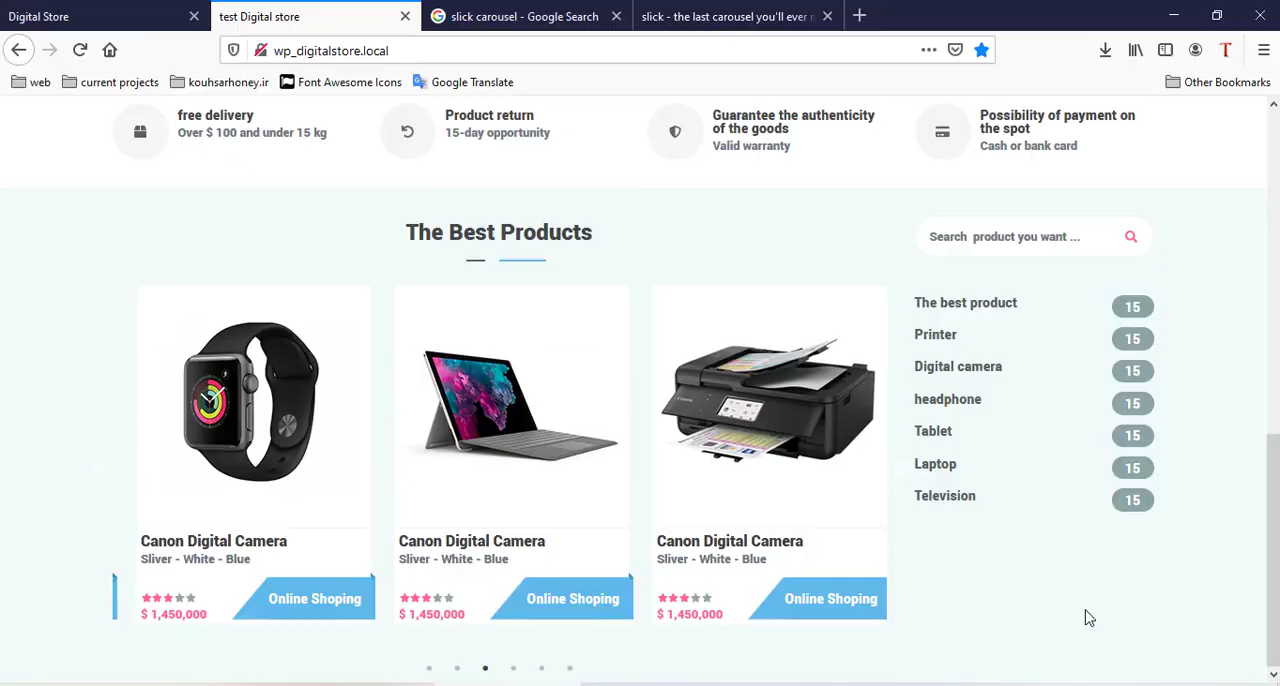 Digital Store
test Digital store
slick carousel - Google Search
slick - the last carousel you'll ever
wp_digitalstore.local
web
current projects
kouhsarhoney.ir
Font Awesome Icons
Google Translate
Other Bookmarks
free delivery
Over $ 100 and under 15 kg
Product return
15-day opportunity
Guarantee the authenticity
of the goods
Valid warranty
Possibility of payment on
the spot
Cash or bank card
The Best Products
Search product you want ...
The best product 15
Printer 15
Digital camera 15
headphone 15
Tablet 15
Laptop 15
Television 15
Canon Digital Camera
Sliver - White - Blue
$ 1,450,000
Online Shoping
Canon Digital Camera
Sliver - White - Blue
$ 1,450,000
Online Shoping
Canon Digital Camera
Sliver - White - Blue
$ 1,450,000
Online Shoping